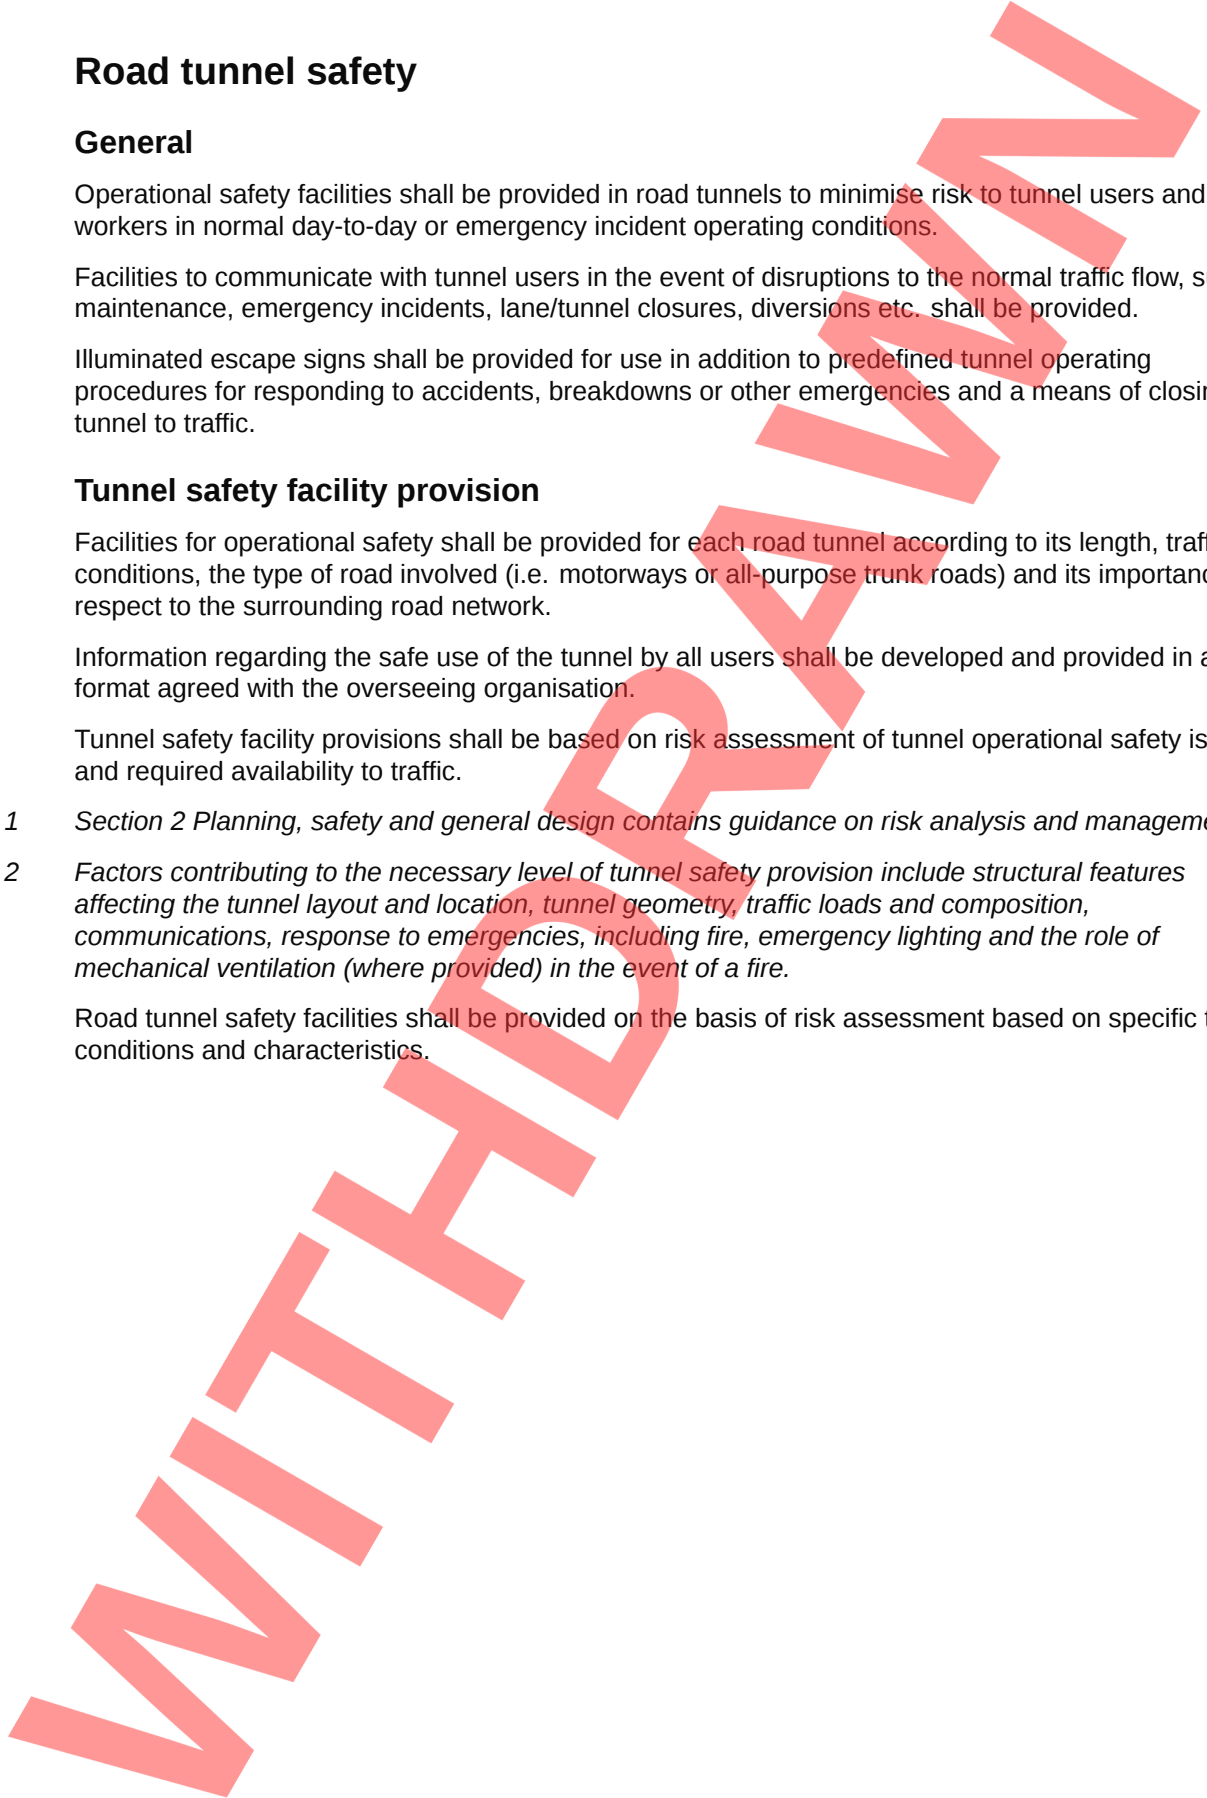 Road tunnel safety
General
Operational safety facilities shall be provided in road tunnels to minimise risk to tunnel users and
workers in normal day-to-day or emergency incident operating conditions.
Facilities to communicate with tunnel users in the event of disruptions to the normal traffic flow,
maintenance, emergency incidents, lane/tunnel closures, diversions etc. shall be provided.
Illuminated escape signs shall be provided for use in addition to predefined tunnel operating
procedures for responding to accidents, breakdowns or other emergencies and a means of
tunnel to traffic.
Tunnel safety facility provision
Facilities for operational safety shall be provided for each road tunnel according to its length,
conditions, the type of road involved (i.e. motorways or all-purpose trunk roads) and its
respect to the surrounding road network.
Information regarding the safe use of the tunnel by all users shall be developed and provided in
format agreed with the overseeing organisation.
Tunnel safety facility provisions shall be based on risk assessment of tunnel operational safety
and required availability to traffic.
1 Section 2 Planning, safety and general design contains guidance on risk analysis and
2 Factors contributing to the necessary level of tunnel safety provision include structural features
affecting the tunnel layout and location, tunnel geometry, traffic loads and composition,
communications, response to emergencies, including fire, emergency lighting and the role of
mechanical ventilation (where provided) in the event of a fire.
Road tunnel safety facilities shall be provided on the basis of risk assessment based on specific
conditions and characteristics.
WITHDRAWN